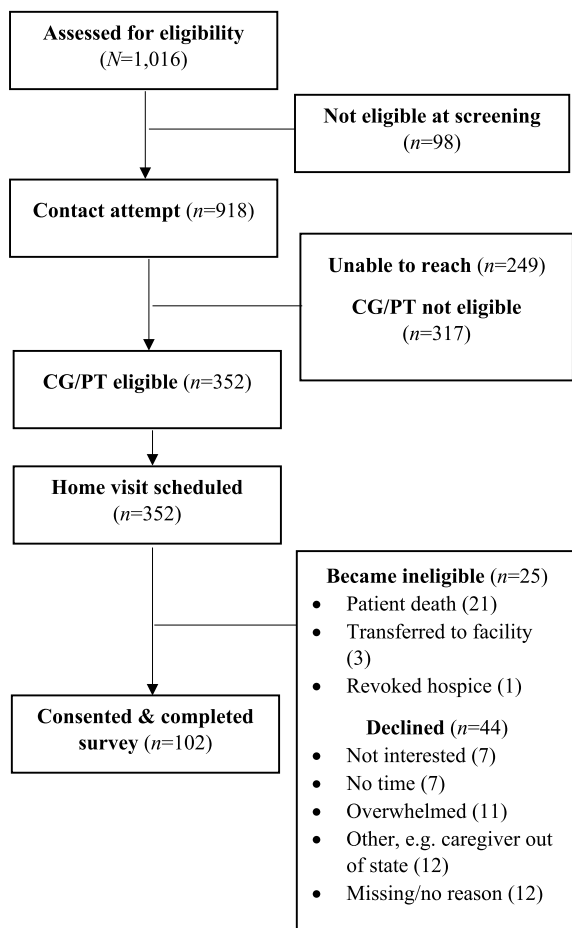 Assessed for eligibility
(N=1,016)
Not eligible at screening
(n=98)
Contact attempt (n=918)
Unable to reach (n=249)
CG/PT not eligible
(n=317)
CG/PT eligible (n=352)
Home visit scheduled
(n=352)
Became ineligible (n=25)
• Patient death (21)
• Transferred to facility
(3)
• Revoked hospice (1)
Declined (n=44)
• Not interested (7)
• No time (7)
• Overwhelmed (11)
• Other, e.g. caregiver out
of state (12)
• Missing/no reason (12)
Consented & completed
survey (n=102)